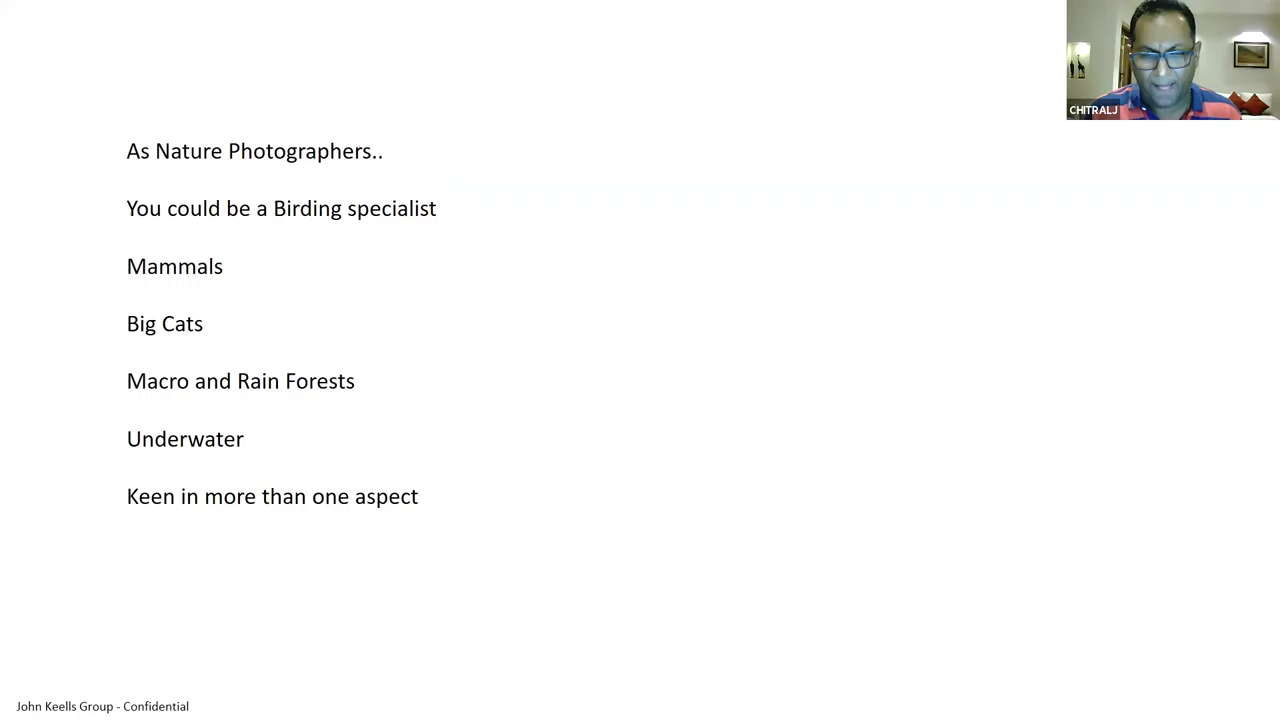 CHITRALJ
As Nature Photographers..
You could be a Birding specialist
Mammals
Big Cats
Macro and Rain Forests
Underwater
Keen in more than one aspect
John Keells Group - Confidential